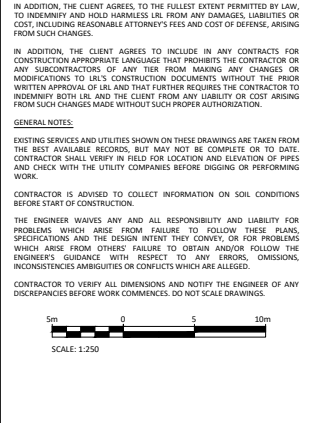 IN ADDITION, THE CLIENT AGREES, TO THE FULLEST EXTENT PERMITTED BY LAW,
TO INDEMNIFY AND HOLD HARMLESS LRL FROM ANY DAMAGES, LIABILITIES OR
COST, INCLUDING REASONABLE ATTORNEY'S FEES AND COST OF DEFENSE, ARISING
FROM SUCH CHANGES.
IN ADDITION, THE CLIENT AGREES TO INCLUDE IN ANY CONTRACTS FOR
CONSTRUCTION APPROPRIATE LANGUAGE THAT PROHIBITS THE CONTRACTOR OR
ANY SUBCONTRACTORS OF ANY TIER FROM MAKING ANY CHANGES OR
MODIFICATIONS TO LRL'S CONSTRUCTION DOCUMENTS WITHOUT THE PRIOR
WRITTEN APPROVAL OF LRL AND THAT FURTHER REQUIRES THE CONTRACTOR TO
INDEMNIFY BOTH LRL AND THE CLIENT FROM ANY LIABILITY OR COST ARISING
FROM SUCH CHANGES MADE WITHOUT SUCH PROPER AUTHORIZATION.
GENERAL NOTES:
EXISTING SERVICES AND UTILITIES SHOWN ON THESE DRAWINGS ARE TAKEN FROM
THE BEST AVAILABLE RECORDS, BUT MAY NOT BE COMPLETE OR TO DATE.
CONTRACTOR SHALL VERIFY IN FIELD FOR LOCATION AND ELEVATION OF PIPES
AND CHECK WITH THE UTILITY COMPANIES BEFORE DIGGING OR PERFORMING
WORK.
CONTRACTOR IS ADVISED TO COLLECT INFORMATION ON SOIL CONDITIONS
BEFORE START OF CONSTRUCTION.
THE ENGINEER WAIVES ANY AND ALL RESPONSIBILITY AND LIABILITY FOR
PROBLEMS WHICH ARISE FROM FAILURE TO FOLLOW THESE PLANS,
SPECIFICATIONS AND THE DESIGN INTENT THEY CONVEY, OR FOR PROBLEMS
WHICH ARISE FROM OTHERS' FAILURE TO OBTAIN AND/OR FOLLOW THE
ENGINEER'S GUIDANCE WITH RESPECT TO ANY ERRORS, OMISSIONS,
INCONSISTENCIES AMBIGUITIES OR CONFLICTS WHICH ARE ALLEGED.
CONTRACTOR TO VERIFY ALL DIMENSIONS AND NOTIFY THE ENGINEER OF ANY
DISCREPANCIES BEFORE WORK COMMENCES. DO NOT SCALE DRAWINGS.
5m 0 5 10m
SCALE: 1:250